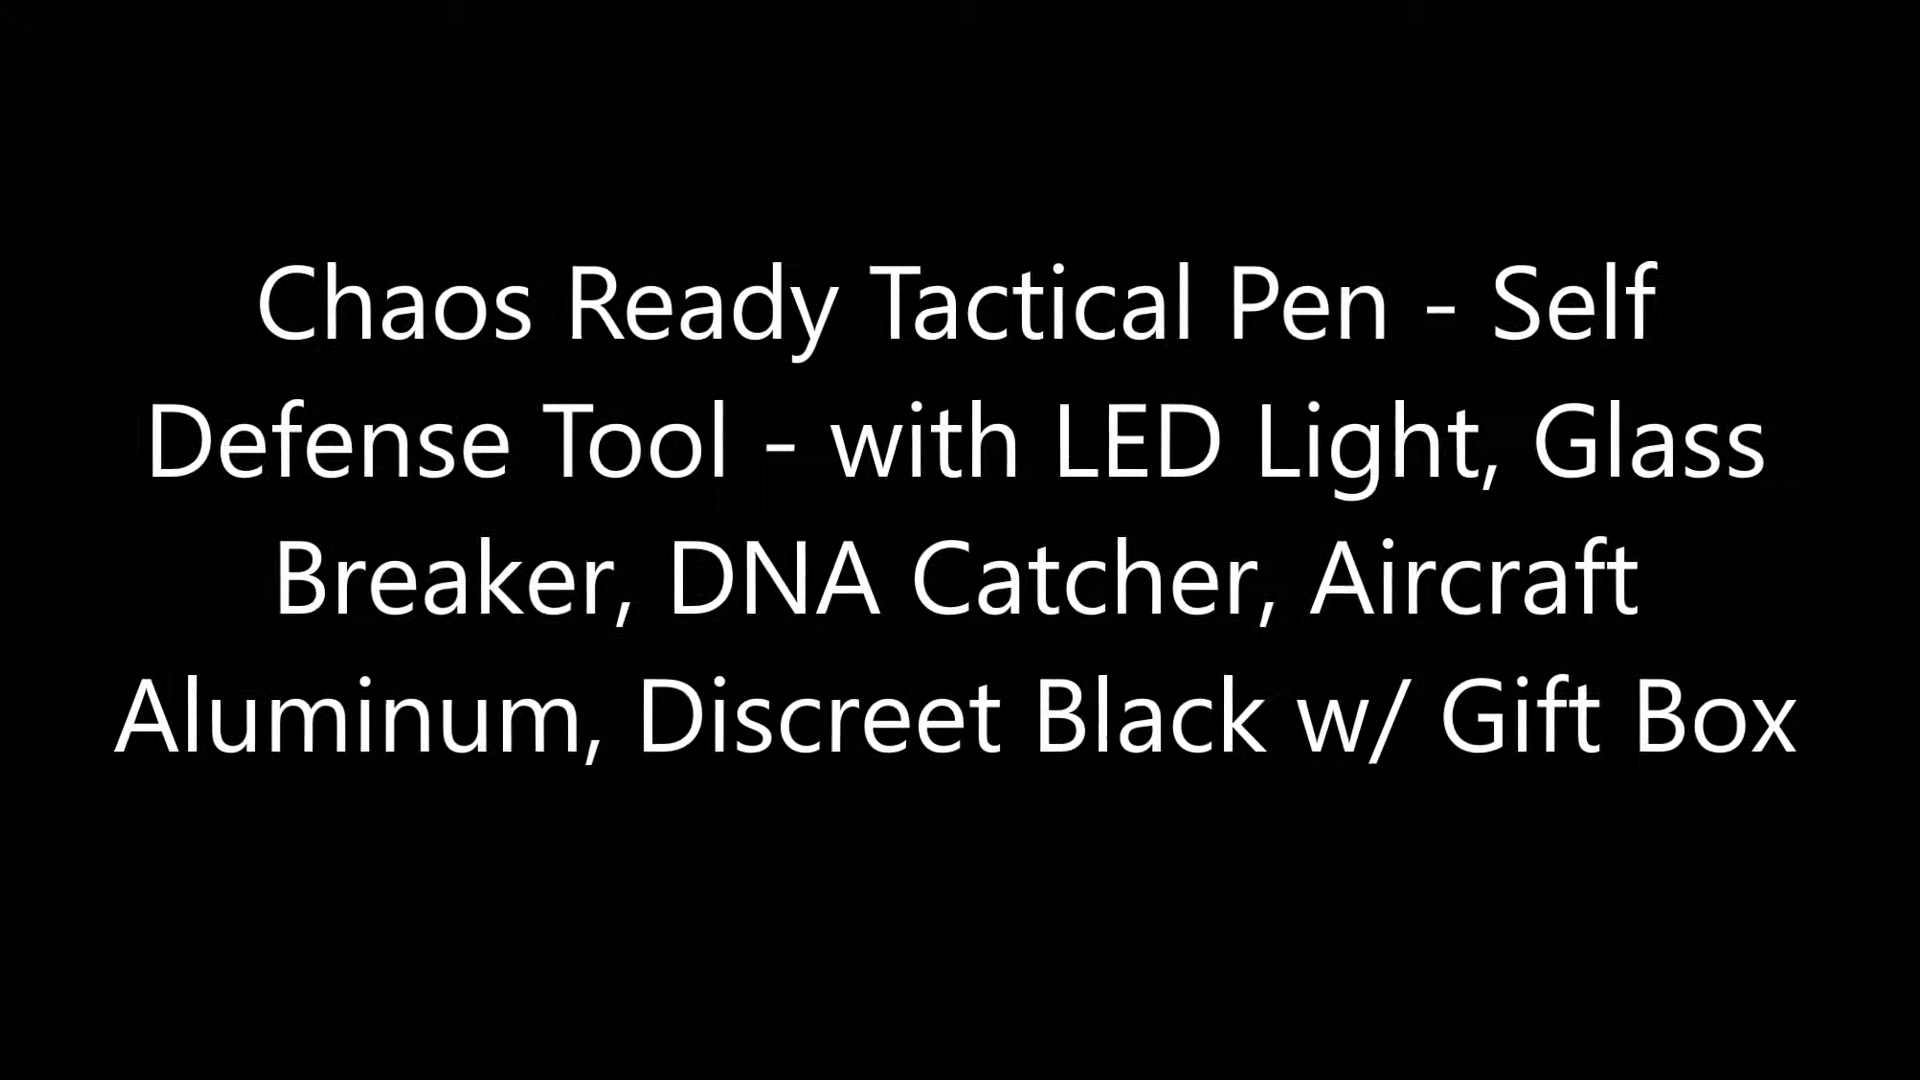 Chaos Ready Tactical Pen - Self
Defense Tool - with LED Light, Glass
Breaker, DNA Catcher, Aircraft
Aluminum, Discreet Black w/ Gift Box